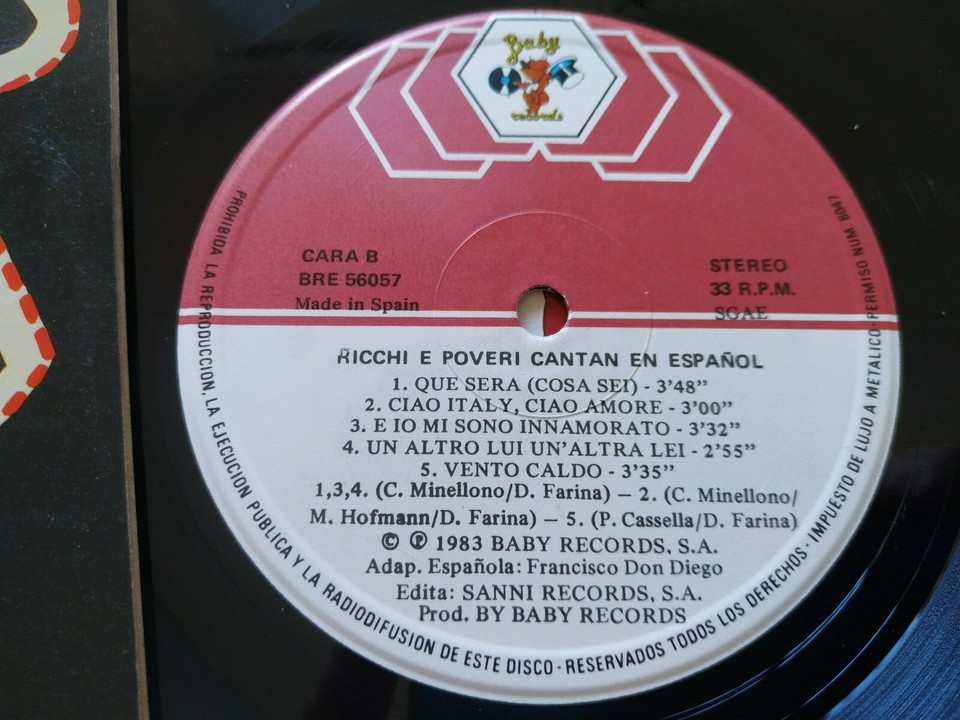 Baby
records
CARA B
BRE 56057
Made in Spain
STEREO
33 R.P.M.
SGAE
RICCHI E POVERI CANTAN EN ESPAÑOL
1. QUE SERA (COSA SEI) - 3'48"
2. CIAO ITALY, CIAO AMORE - 3'00"
3. E IO MI SONO INNAMORATO - 3'32"
4. UN ALTRO LUI UN'ALTRA LEI - 2'55"
5. VENTO CALDO - 3'35"
1,3,4. (C. Minellono/D. Farina) – 2. (C. Minellono/
M. Hofmann/D. Farina) – 5. (P. Cassella/D. Farina)
© ℗ 1983 BABY RECORDS, S.A.
Adap. Española: Francisco Don Diego
Edita: SANNI RECORDS, S.A.
Prod. BY BABY RECORDS
PROHIBIDA LA REPRODUCCION, LA EJECUCION PUBLICA Y LA RADIODIFUSION DE ESTE DISCO - RESERVADOS TODOS LOS DERECHOS - IMPUESTO DE LUJO A METALICO - PERMISO NUM 8047